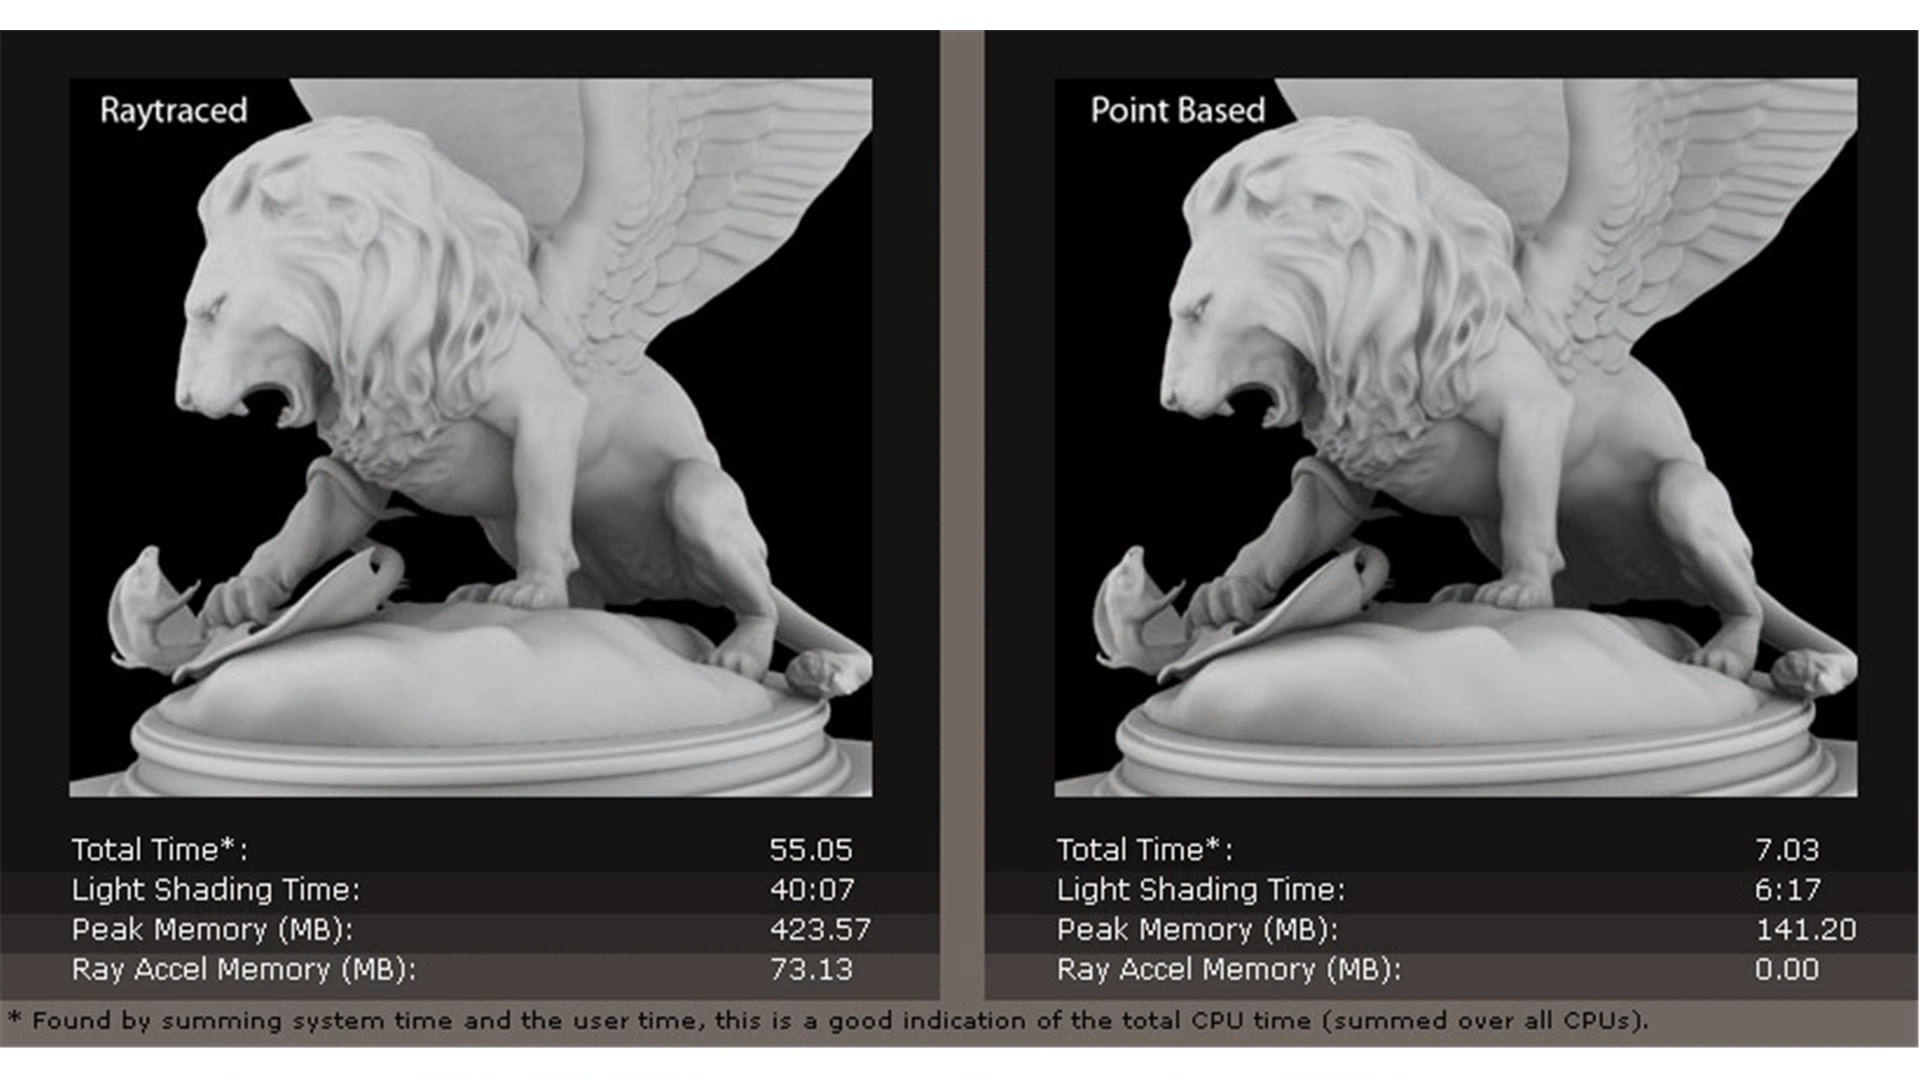 Raytraced
Total Time*: 55.05
Light Shading Time: 40:07
Peak Memory (MB): 423.57
Ray Accel Memory (MB): 73.13
Point Based
Total Time*: 7.03
Light Shading Time: 6:17
Peak Memory (MB): 141.20
Ray Accel Memory (MB): 0.00
* Found by summing system time and the user time, this is a good indication of the total CPU time (summed over all CPUs).